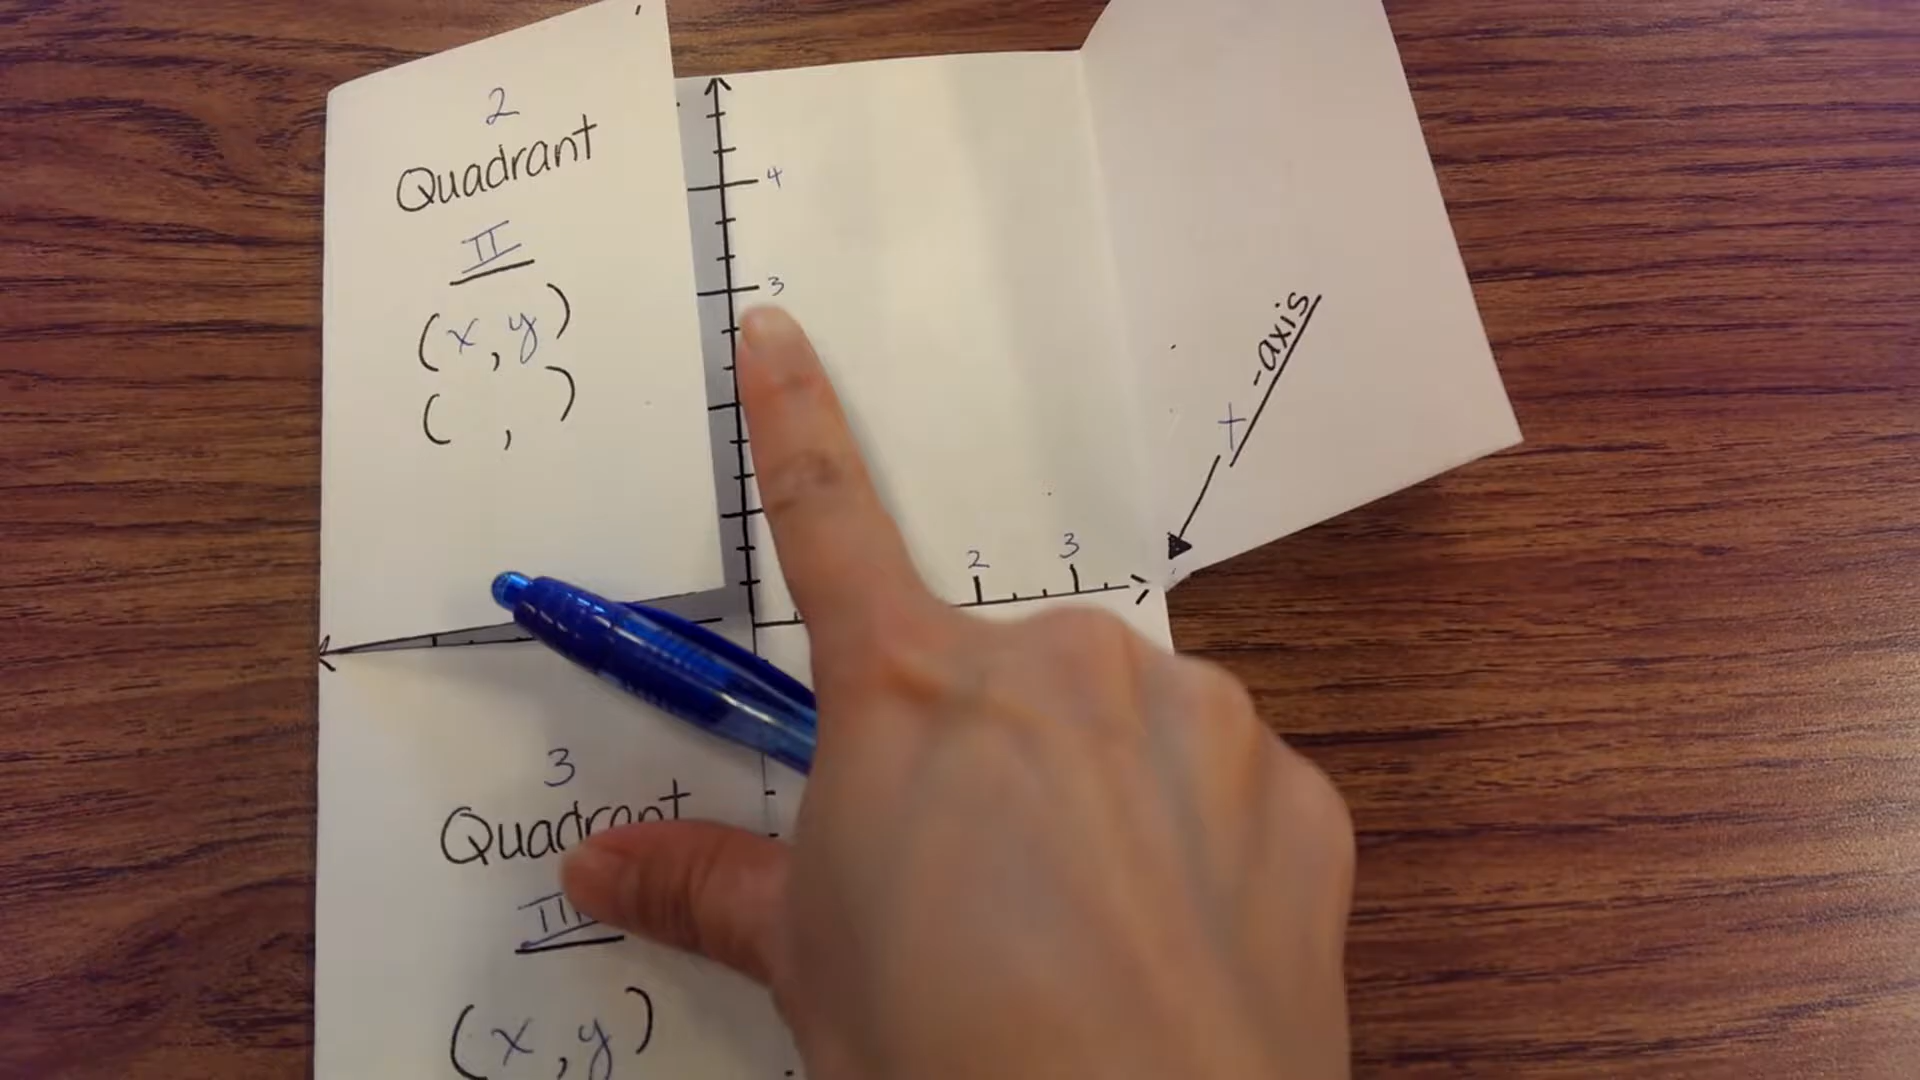 2
Quadrant
II
(x, y)
( , )
4
3
2 3
x-axis
3
Quadrant
(x, y)